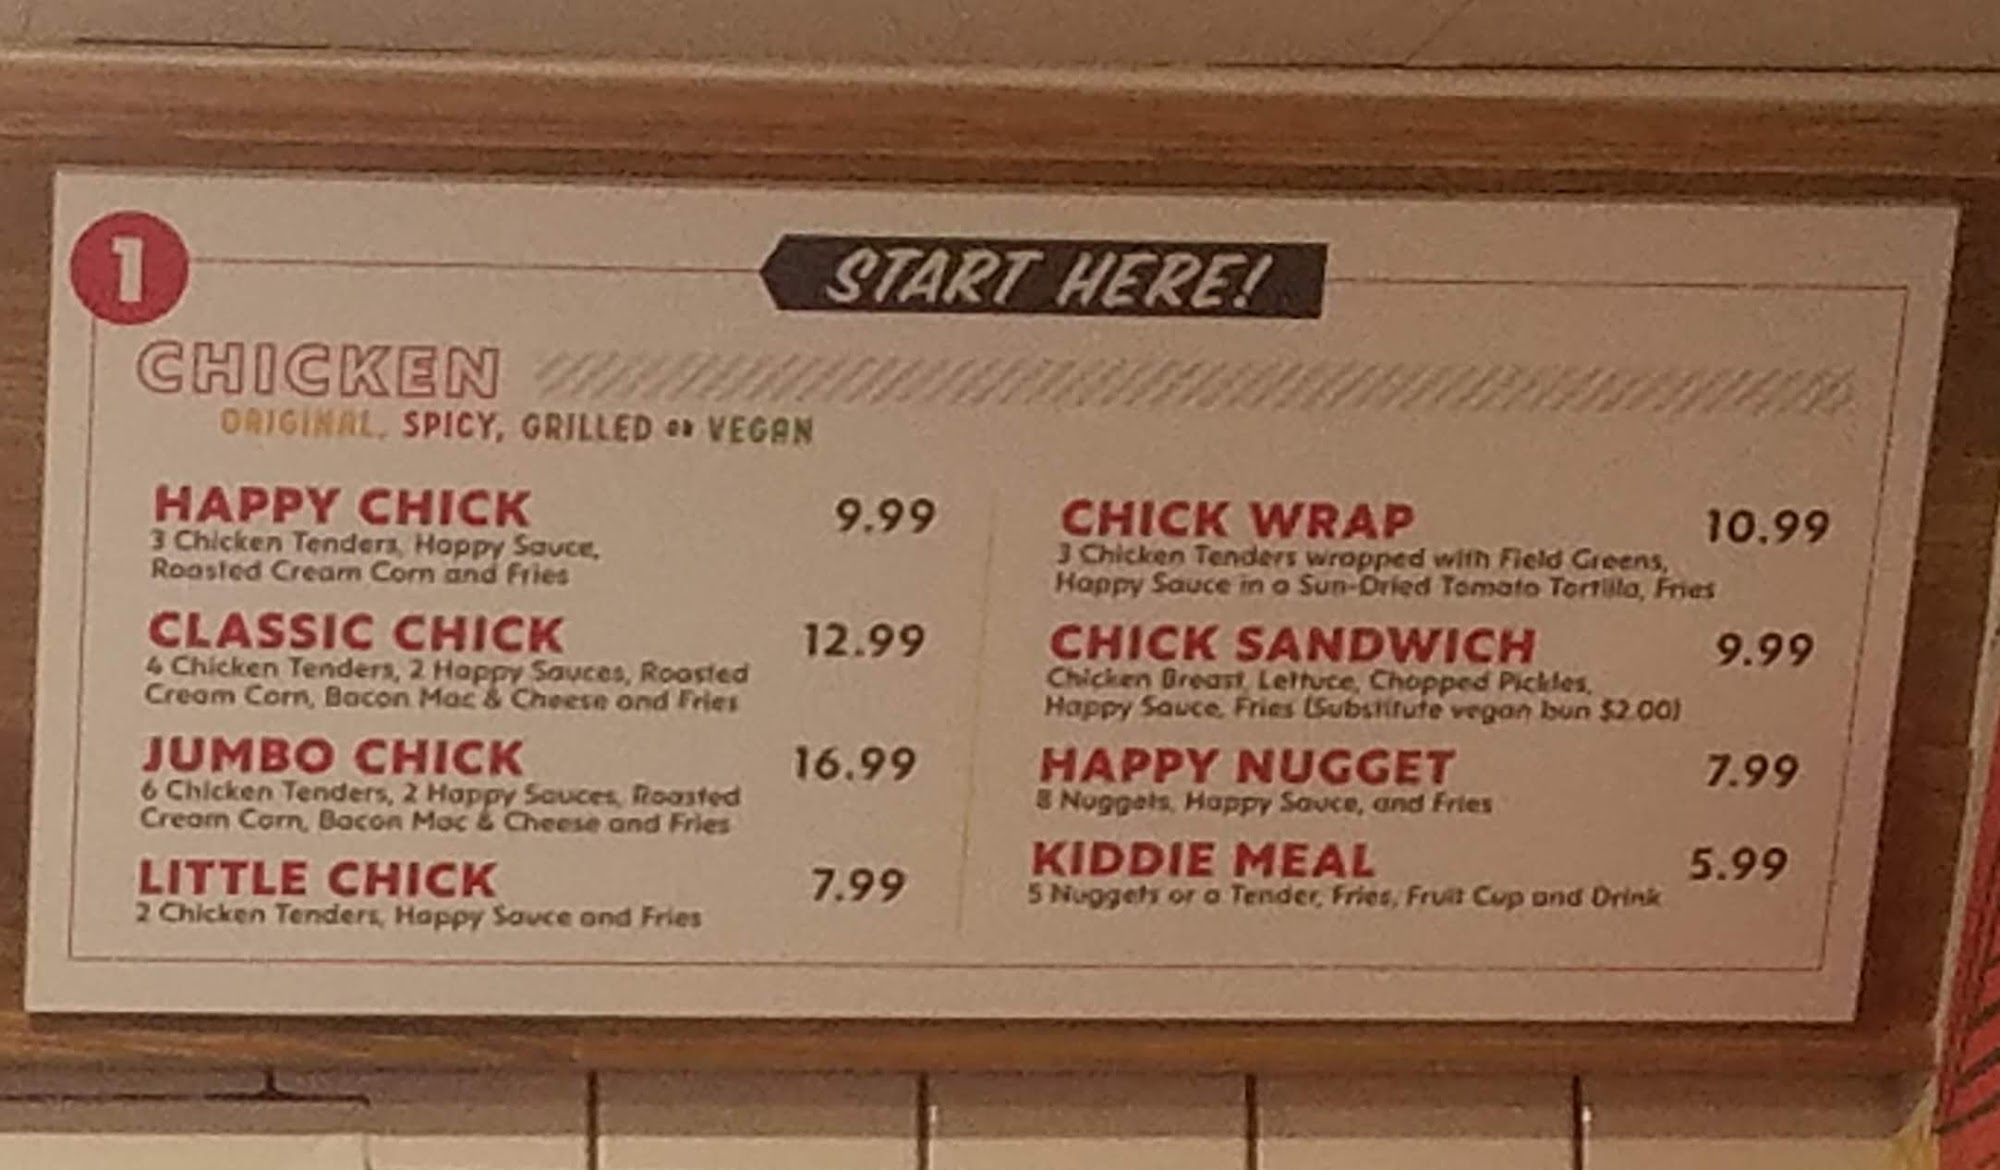 1
START HERE!
CHICKEN
ORIGINAL, SPICY, GRILLED OR VEGAN
HAPPY CHICK 9.99
3 Chicken Tenders, Happy Sauce,
Roasted Cream Corn and Fries
CLASSIC CHICK 12.99
4 Chicken Tenders, 2 Happy Sauces, Roasted
Cream Corn, Bacon Mac & Cheese and Fries
JUMBO CHICK 16.99
6 Chicken Tenders, 2 Happy Sauces, Roasted
Cream Corn, Bacon Mac & Cheese and Fries
LITTLE CHICK 7.99
2 Chicken Tenders, Happy Sauce and Fries
CHICK WRAP 10.99
3 Chicken Tenders wrapped with Field Greens,
Happy Sauce in a Sun-Dried Tomato Tortilla, Fries
CHICK SANDWICH 9.99
Chicken Breast, Lettuce, Chopped Pickles,
Happy Sauce, Fries (Substitute vegan bun $2.00)
HAPPY NUGGET 7.99
8 Nuggets, Happy Sauce, and Fries
KIDDIE MEAL 5.99
5 Nuggets or a Tender, Fries, Fruit Cup and Drink